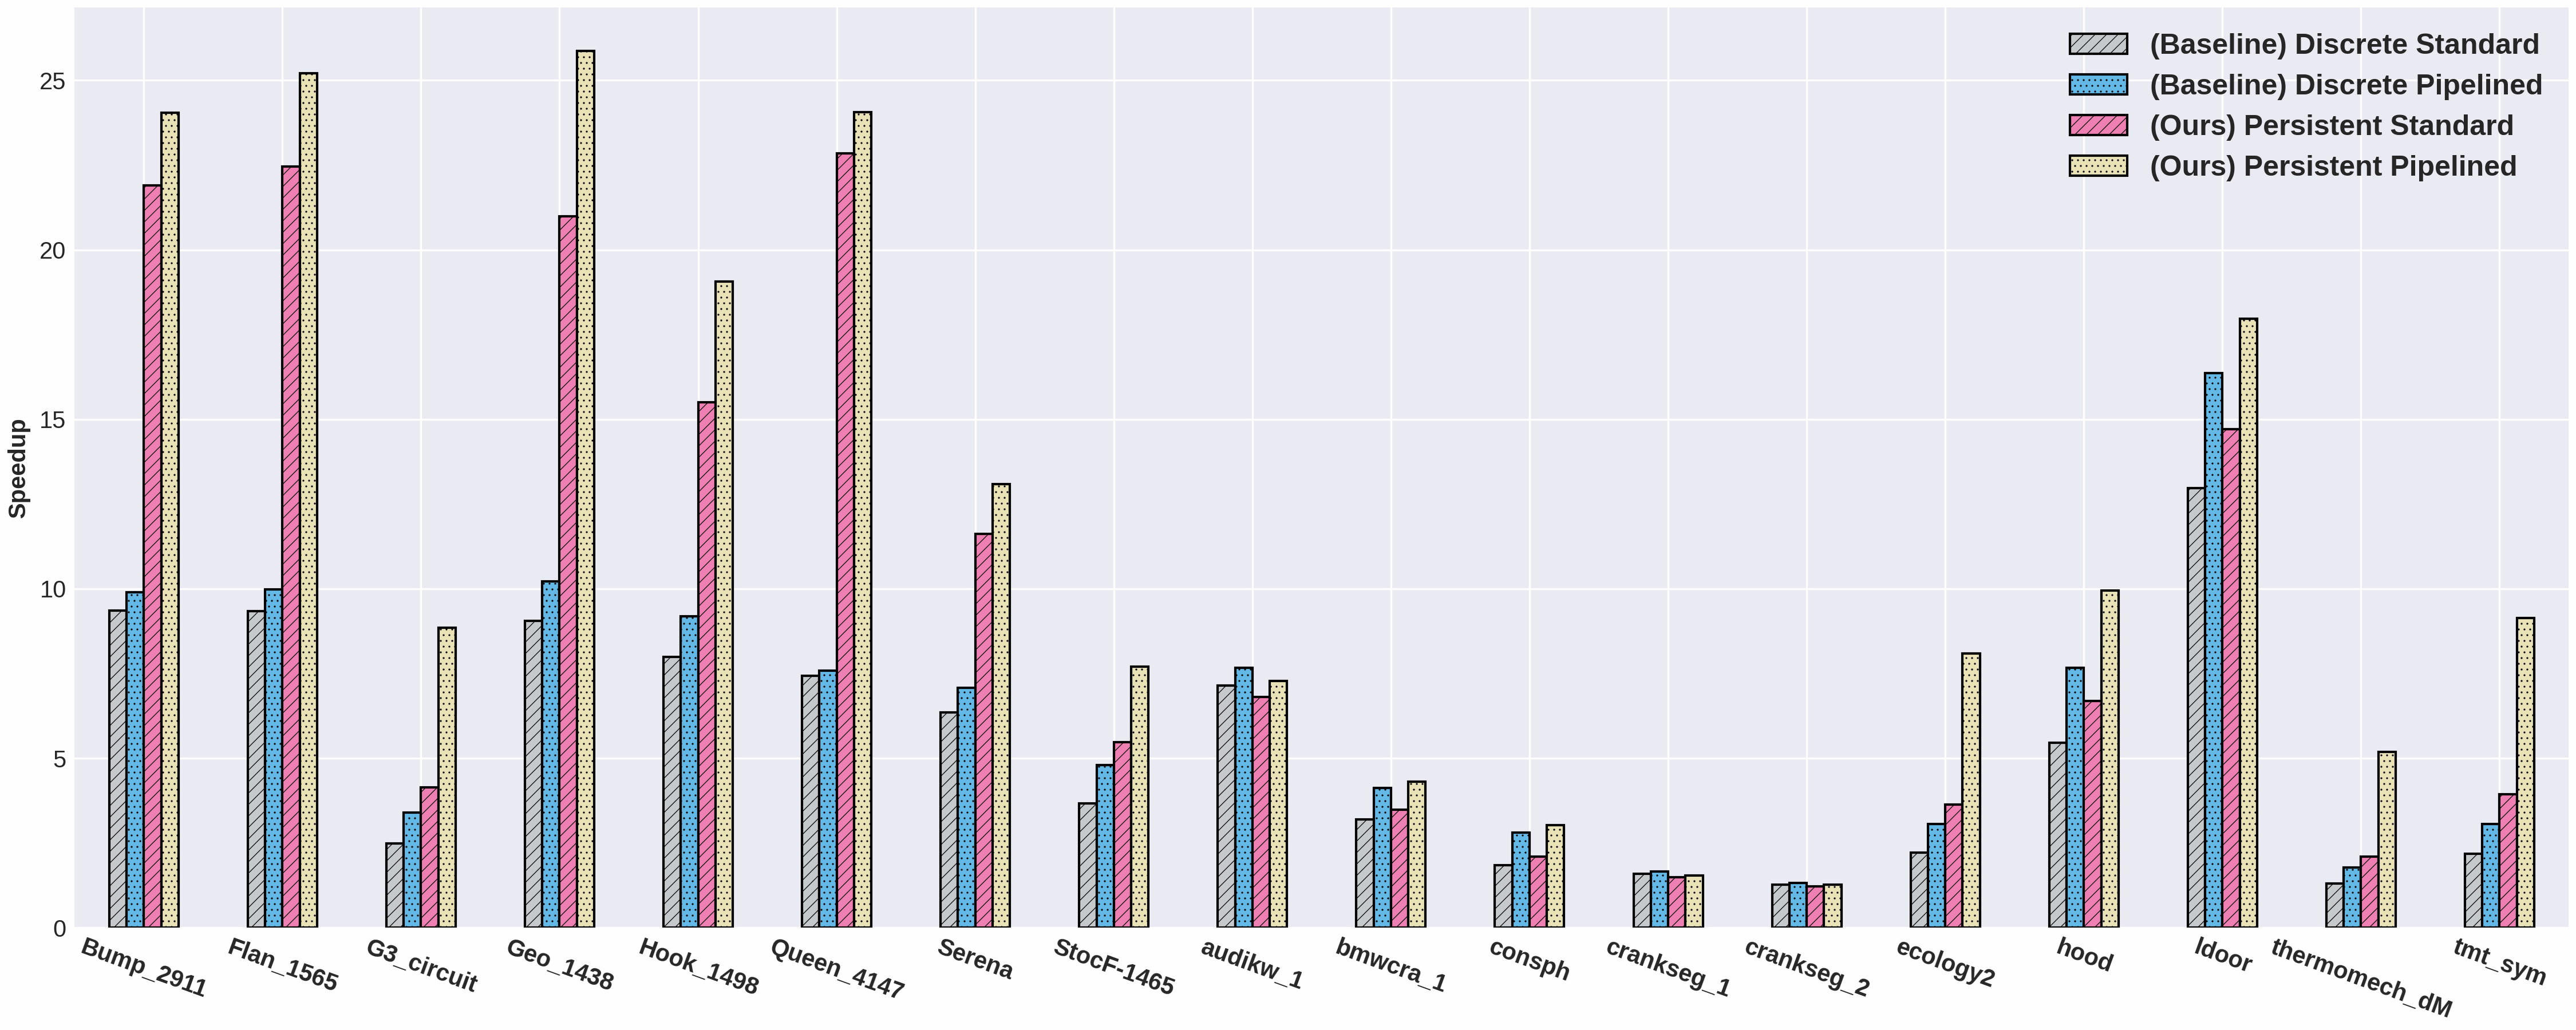 (Baseline) Discrete Standard
(Baseline) Discrete Pipelined
(Ours) Persistent Standard
(Ours) Persistent Pipelined
Speedup
25
20
15
10
5
0
Bump_2911
Flan_1565
G3_circuit
Geo_1438
Hook_1498
Queen_4147
Serena
StocF-1465
audikw_1
bmwcra_1
consph
crankseg_1
crankseg_2
ecology2
hood
ldoor
thermomech_dM
tmt_sym